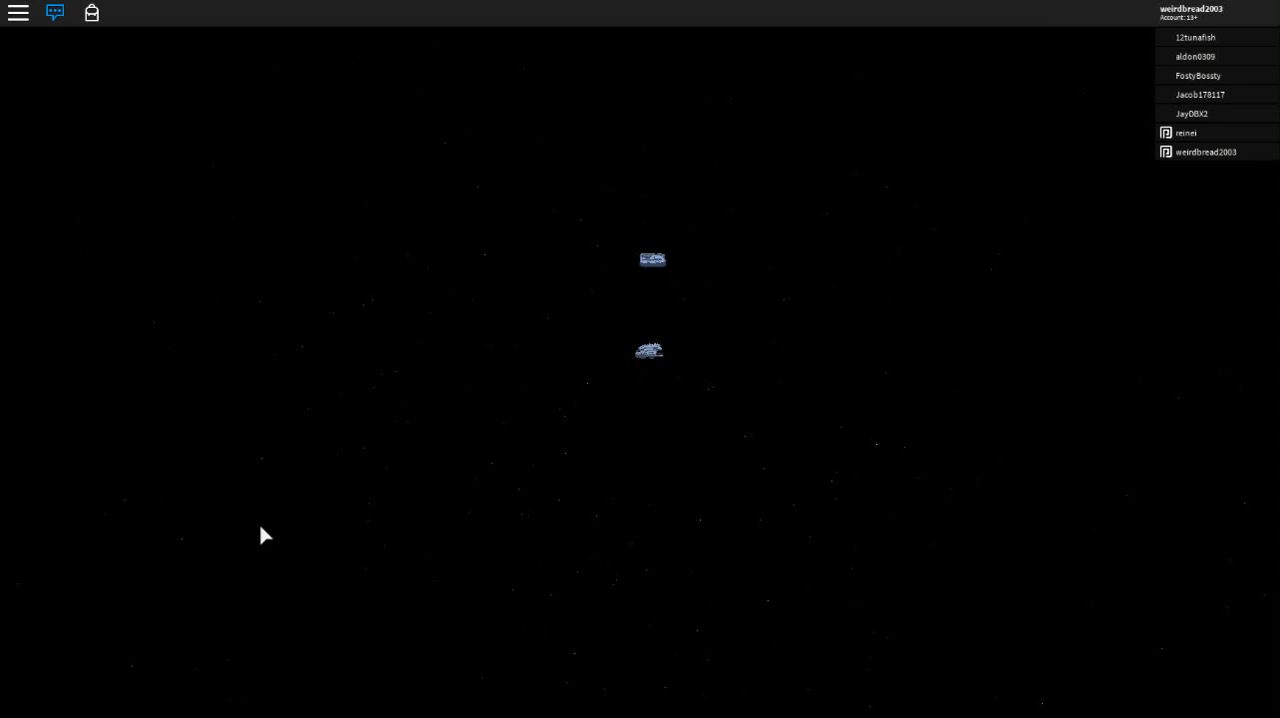 weirdbread2003
Account: 13+
12tunafish
aldon0309
FostyBossty
Jacob178117
JayDBX2
reinei
weirdbread2003